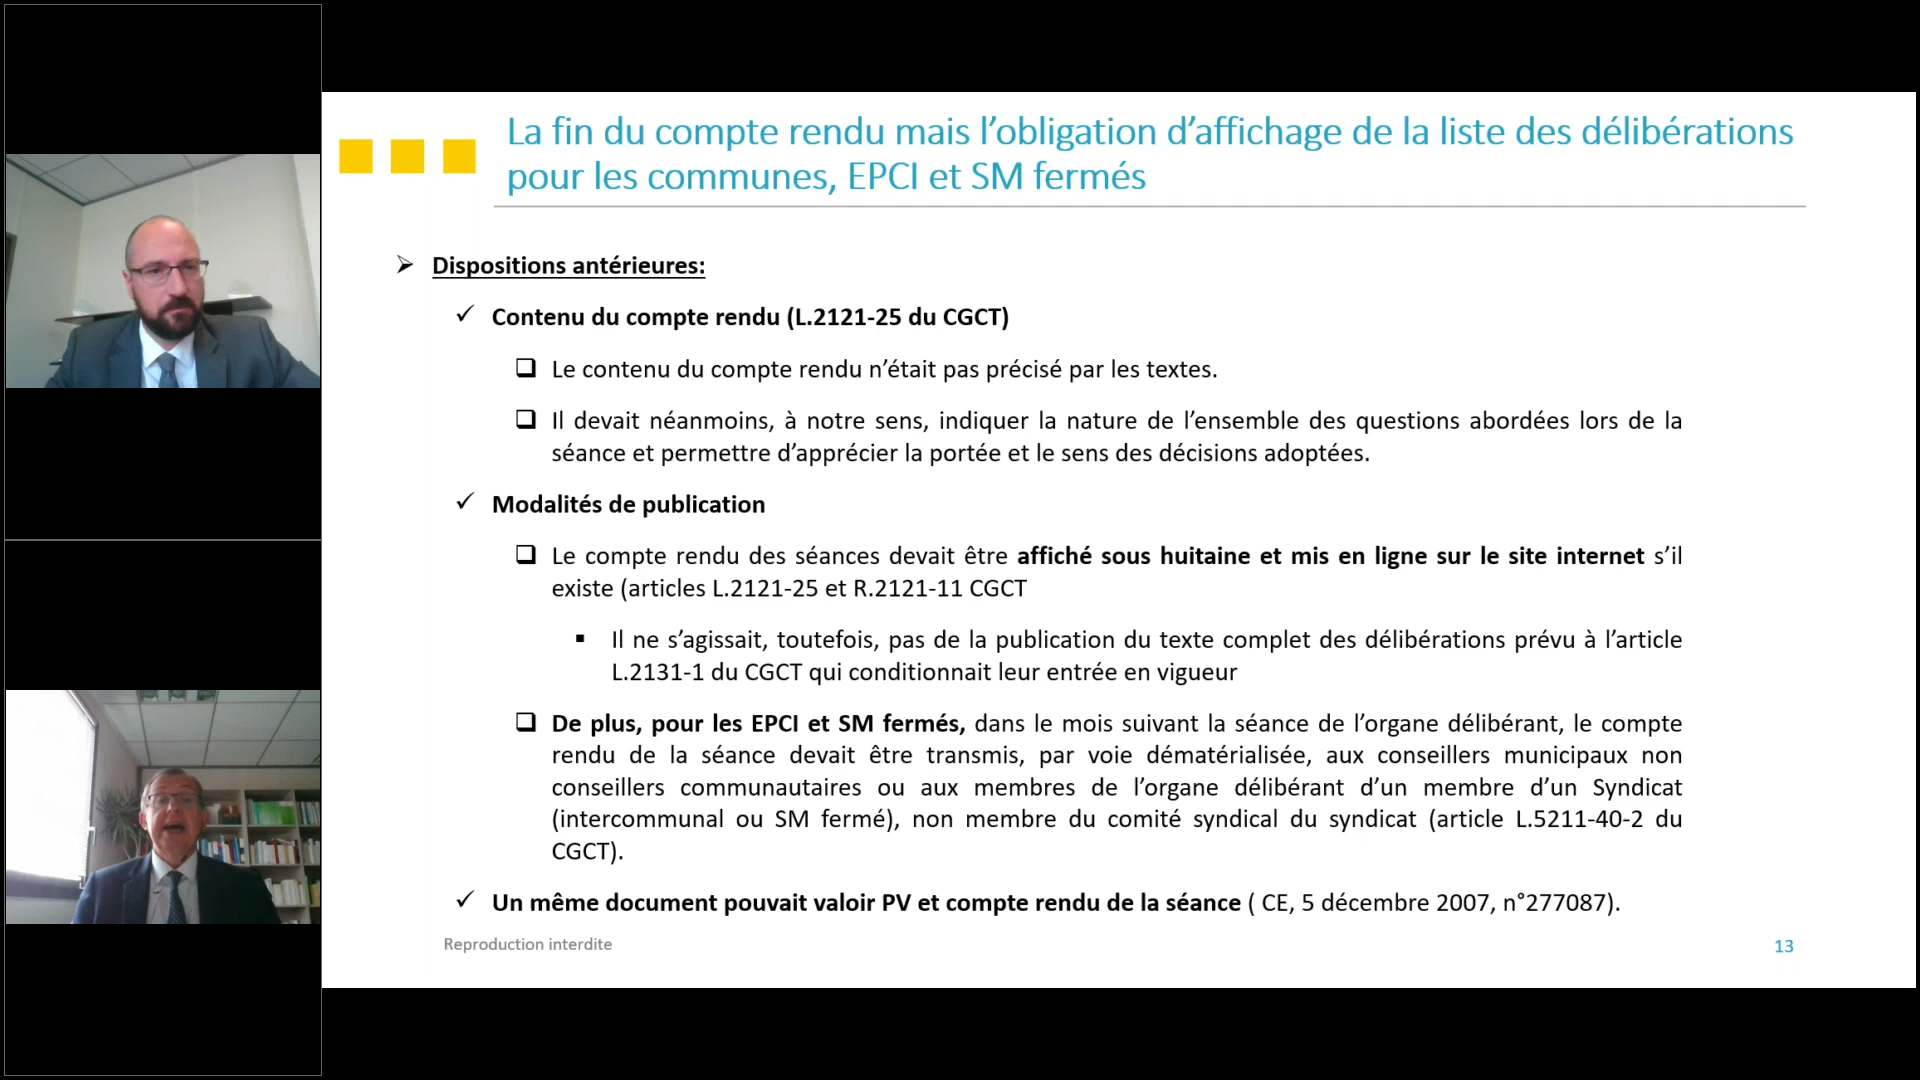 La fin du compte rendu mais l’obligation d’affichage de la liste des délibérations
pour les communes, EPCI et SM fermés
Dispositions antérieures:
Contenu du compte rendu (L.2121-25 du CGCT)
Le contenu du compte rendu n’était pas précisé par les textes.
Il devait néanmoins, à notre sens, indiquer la nature de l’ensemble des questions abordées lors de la
séance et permettre d’apprécier la portée et le sens des décisions adoptées.
Modalités de publication
Le compte rendu des séances devait être affiché sous huitaine et mis en ligne sur le site internet s’il
existe (articles L.2121-25 et R.2121-11 CGCT
Il ne s’agissait, toutefois, pas de la publication du texte complet des délibérations prévu à l’article
L.2131-1 du CGCT qui conditionnait leur entrée en vigueur
De plus, pour les EPCI et SM fermés, dans le mois suivant la séance de l’organe délibérant, le compte
rendu de la séance devait être transmis, par voie dématérialisée, aux conseillers municipaux non
conseillers communautaires ou aux membres de l’organe délibérant d’un membre d’un Syndicat
(intercommunal ou SM fermé), non membre du comité syndical du syndicat (article L.5211-40-2 du
CGCT).
Un même document pouvait valoir PV et compte rendu de la séance ( CE, 5 décembre 2007, n°277087).
Reproduction interdite
13